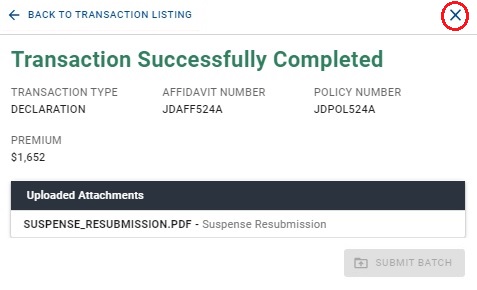 BACK TO TRANSACTION LISTING
Transaction Successfully Completed
TRANSACTION TYPE AFFIDAVIT NUMBER POLICY NUMBER
DECLARATION JDAFF524A JDPOL524A
PREMIUM
$1,652
Uploaded Attachments
SUSPENSE_RESUBMISSION.PDF - Suspense Resubmission
SUBMIT BATCH